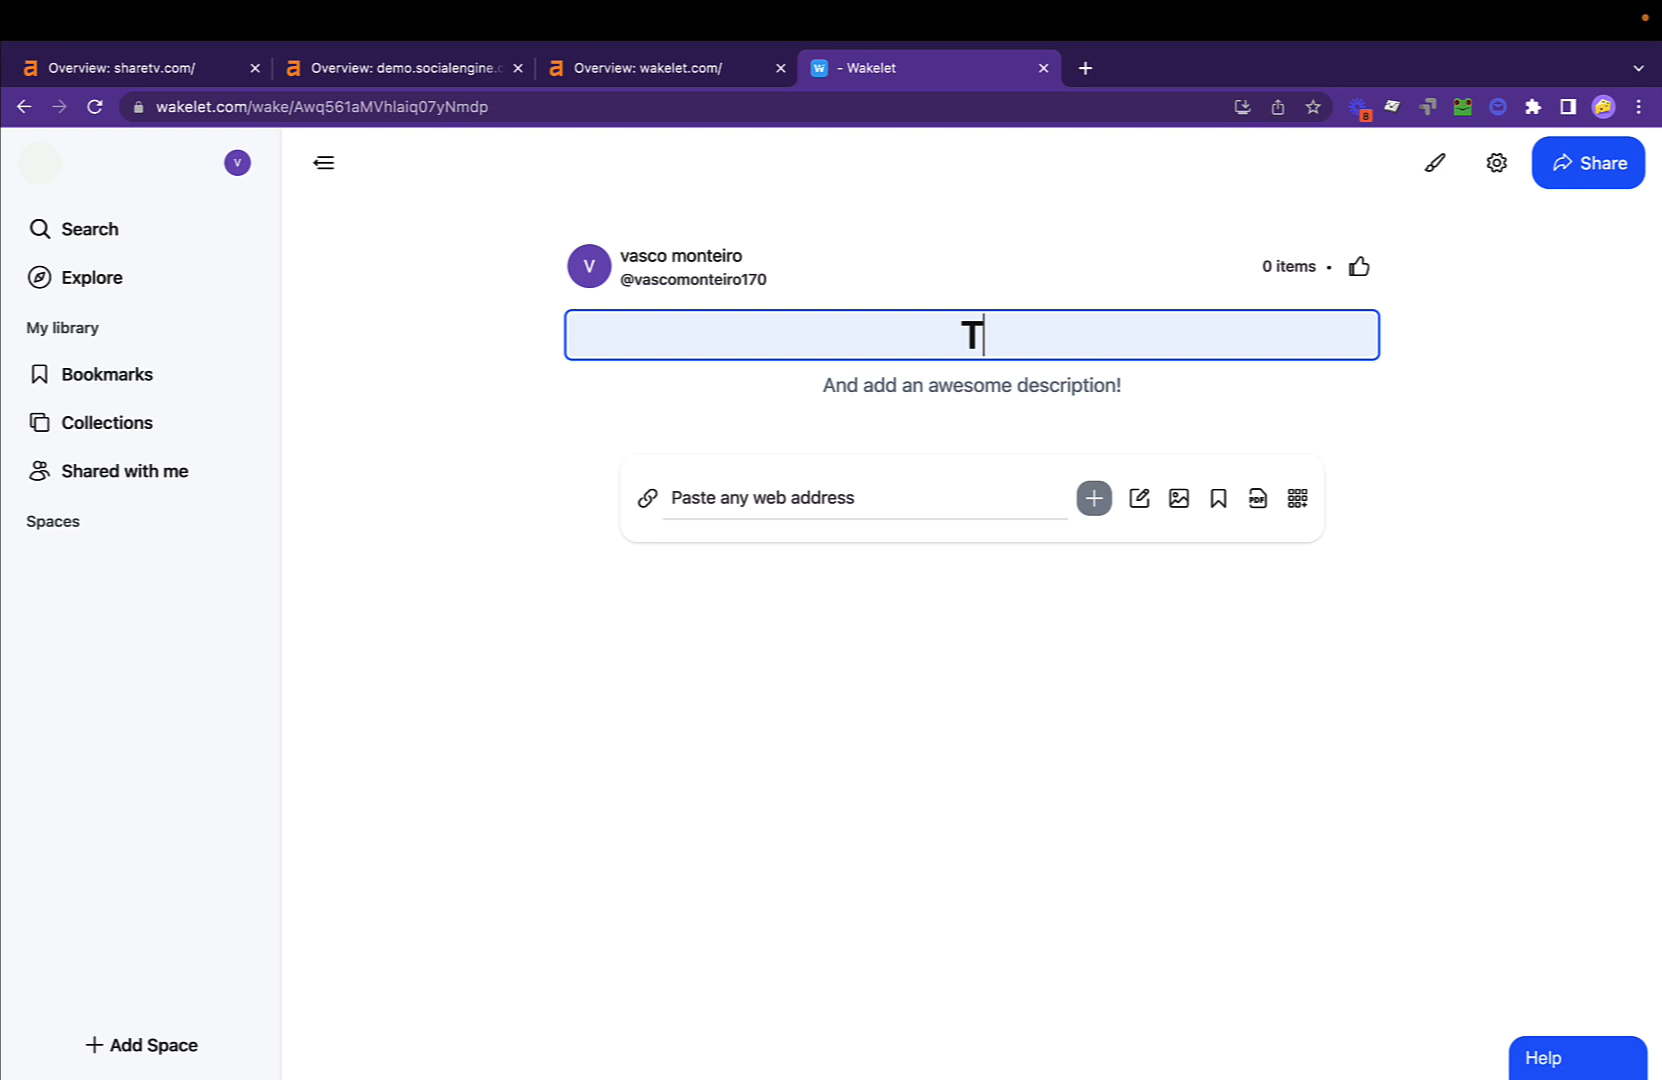 Overview: sharetv.com/
Overview: demo.socialengine.c
Overview: wakelet.com/
- Wakelet
wakelet.com/wake/Awq561aMVhlaiq07yNmdp
8
V
Share
Search
Explore
My library
Bookmarks
Collections
Shared with me
Spaces
V
vasco monteiro
@vascomonteiro170
0 items •
T
And add an awesome description!
Paste any web address
PDF
Add Space
Help